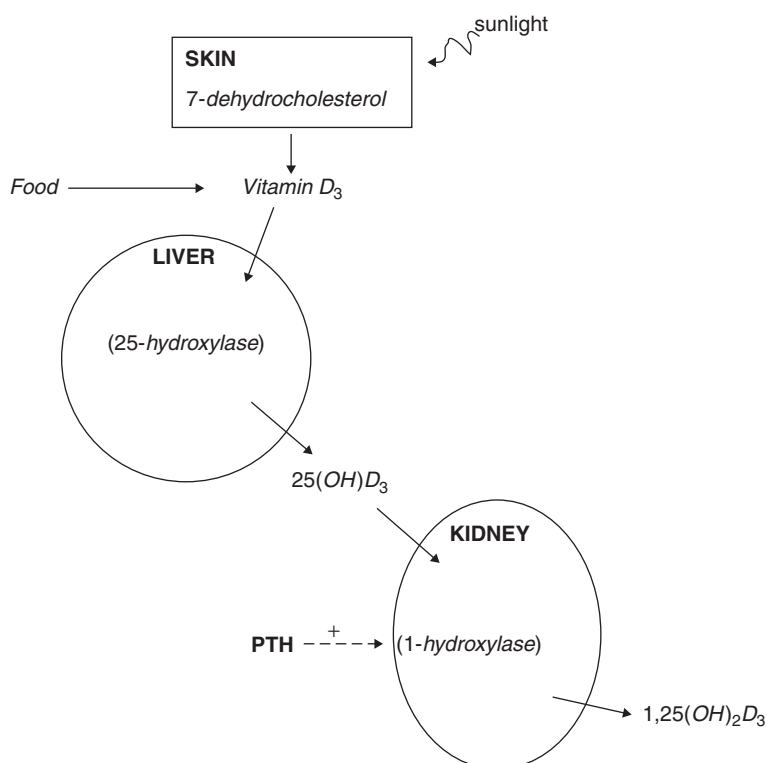 sunlight
SKIN
7-dehydrocholesterol
Food
Vitamin D₃
LIVER
(25-hydroxylase)
25(OH)D₃
KIDNEY
+
PTH
(1-hydroxylase)
1,25(OH)₂D₃